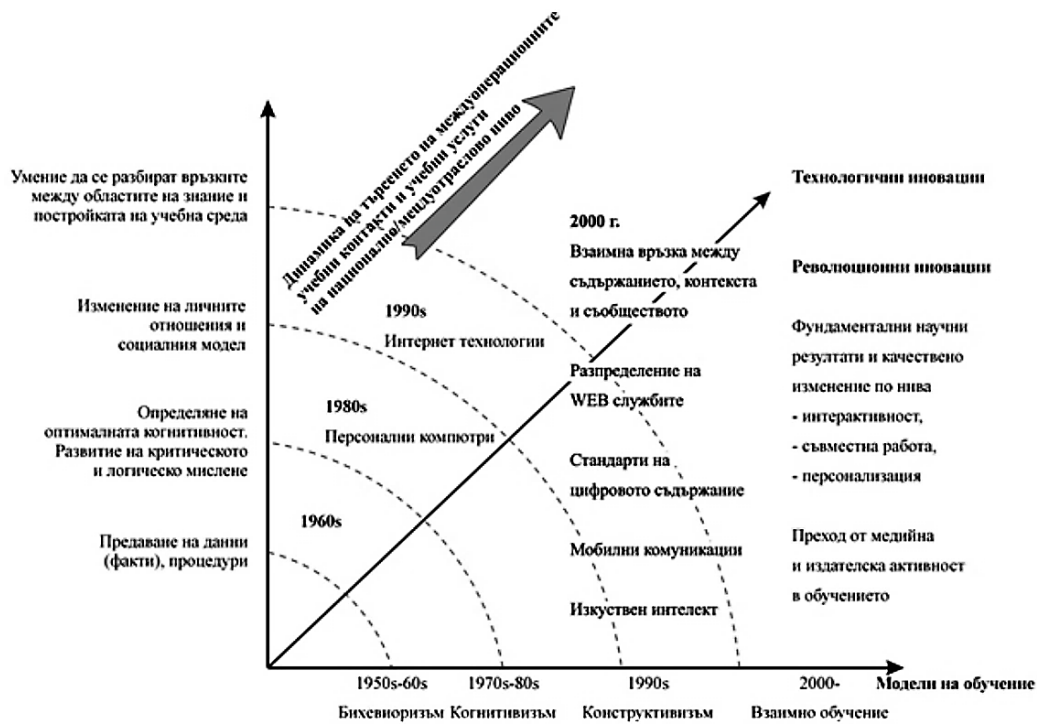 Динамика на търсенето на междуоперационните
учебни контакти и учебни услуги
на национално/мендуотраслово ниво
Умение да се разбират връзките
между областите на знание и
постройката на учебна среда
Изменение на личните
отношения и
социалния модел
Определяне на
оптималната когнитивност.
Развитие на критическото
и логическо мислене
Предаване на данни
(факти), процедури
1990s
Интернет технологии
1980s
Персонални компютри
1960s
2000 г.
Взаимна връзка между
съдържанието, контекста
и съобществото
Разпределение на
WEB службите
Стандарти на
цифровото съдържание
Мобилни комуникации
Изкуствен интелект
Технологични иновации
Революционни иновации
Фундаментални научни
резултати и качествено
изменение по нива
- интерактивност,
- съвместна работа,
- персонализация
Преход от медийна
и издателска активност
в обучението
1950s-60s
1970s-80s
1990s
2000-
Модели на обучение
Бихевиоризъм
Когнитивизъм
Конструктивизъм
Взаимно обучение